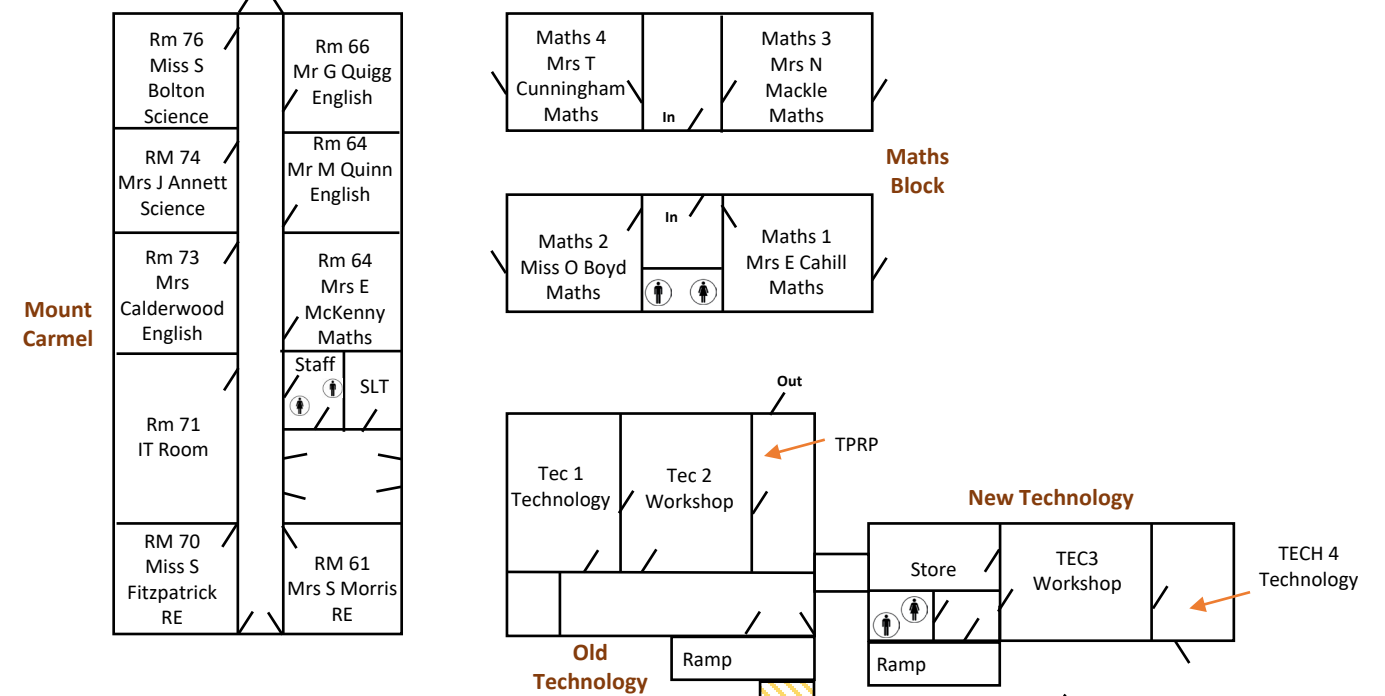 Rm 76
Miss S
Bolton
Science
Rm 66
Mr G Quigg
English
RM 74
Mrs J Annett
Science
Rm 64
Mr M Quinn
English
Rm 73
Mrs
Calderwood
English
Rm 64
Mrs E
McKenny
Maths
Mount
Carmel
Staff
SLT
Rm 71
IT Room
RM 70
Miss S
Fitzpatrick
RE
RM 61
Mrs S Morris
RE
Maths 4
Mrs T
Cunningham
Maths
In
Maths 3
Mrs N
Mackle
Maths
Maths
Block
Maths 2
Miss O Boyd
Maths
In
Maths 1
Mrs E Cahill
Maths
Out
TPRP
Tec 1
Technology
Tec 2
Workshop
Old
Technology
Ramp
New Technology
Store
TEC3
Workshop
TECH 4
Technology
Ramp